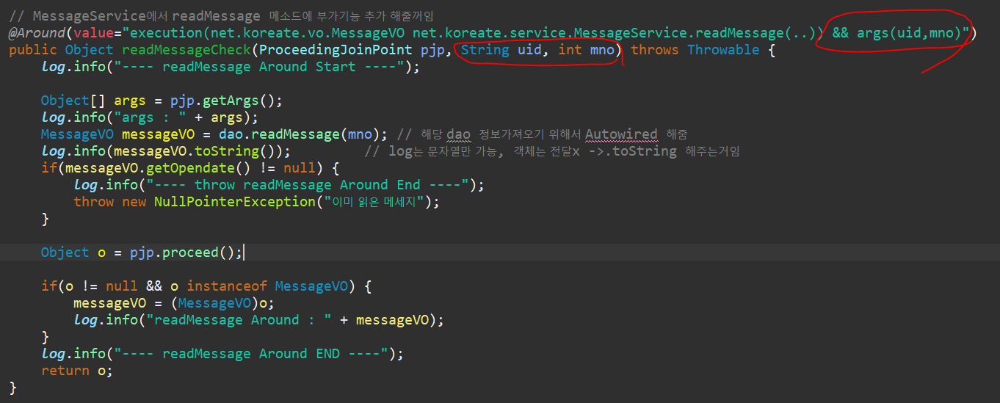 // MessageService에서 readMessage 메소드에 부가기능 추가 해줄꺼임
@Around(value="execution(net.koreate.vo.MessageVO net.koreate.service.MessageService.readMessage(..)) && args(uid,mno)")
public Object readMessageCheck(ProceedingJoinPoint pjp, String uid, int mno) throws Throwable {
log.info("---- readMessage Around Start ----");
Object[] args = pjp.getArgs();
log.info("args : " + args);
MessageVO messageVO = dao.readMessage(mno); // 해당 dao 정보가져오기 위해서 Autowired 해줌
log.info(messageVO.toString()); // log는 문자열만 가능, 객체는 전달x ->.toString 해주는거임
if(messageVO.getOpendate() != null) {
log.info("---- throw readMessage Around End ----");
throw new NullPointerException("이미 읽은 메세지");
}
Object o = pjp.proceed();
if(o != null && o instanceof MessageVO) {
messageVO = (MessageVO)o;
log.info("readMessage Around : " + messageVO);
}
log.info("---- readMessage Around END ----");
return o;
}